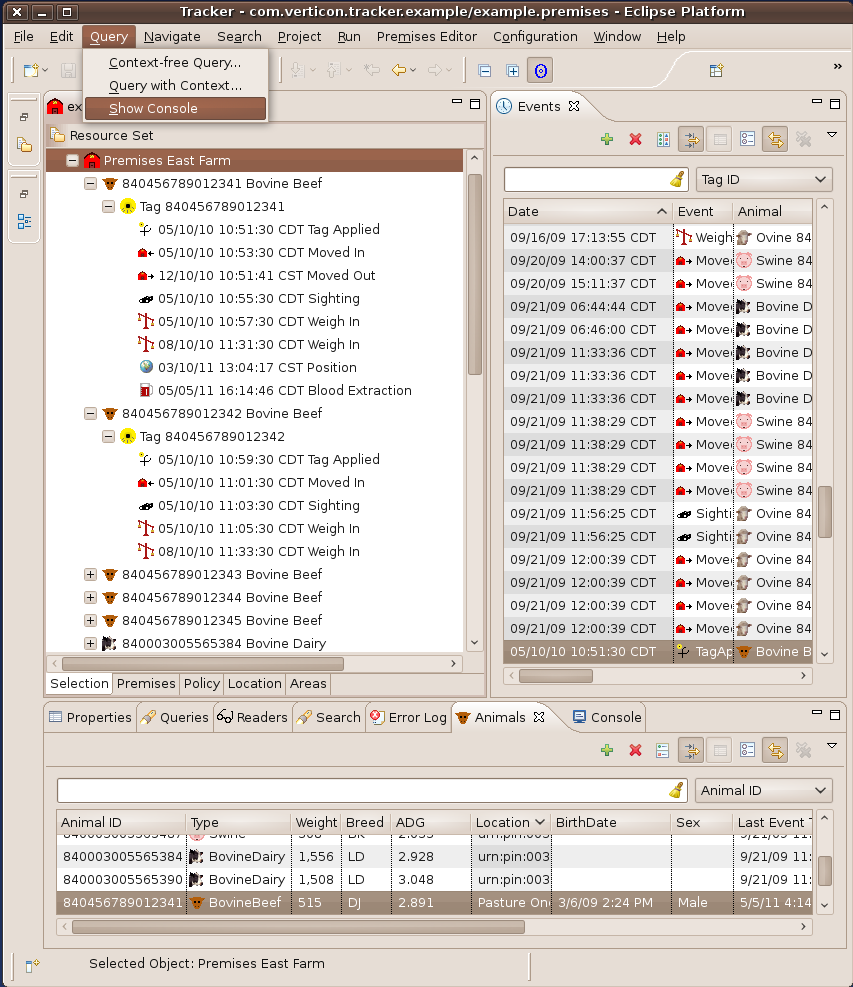 Tracker - com.verticon.tracker.example/example.premises - Eclipse Platform
File Edit Query Navigate Search Project Run Premises Editor Configuration Window Help
Context-free Query...
Query with Context...
Show Console
ex
Resource Set
Premises East Farm
840456789012341 Bovine Beef
Tag 840456789012341
05/10/10 10:51:30 CDT Tag Applied
05/10/10 10:53:30 CDT Moved In
12/10/10 10:51:41 CST Moved Out
05/10/10 10:55:30 CDT Sighting
05/10/10 10:57:30 CDT Weigh In
08/10/10 11:31:30 CDT Weigh In
03/10/11 13:04:17 CST Position
05/05/11 16:14:46 CDT Blood Extraction
840456789012342 Bovine Beef
Tag 840456789012342
05/10/10 10:59:30 CDT Tag Applied
05/10/10 11:01:30 CDT Moved In
05/10/10 11:03:30 CDT Sighting
05/10/10 11:05:30 CDT Weigh In
08/10/10 11:33:30 CDT Weigh In
840456789012343 Bovine Beef
840456789012344 Bovine Beef
840456789012345 Bovine Beef
840003005565384 Bovine Dairy
Selection Premises Policy Location Areas
Events
Tag ID
Date Event Animal
09/16/09 17:13:55 CDT Weigh Ovine 84
09/20/09 14:00:37 CDT Move Swine 84
09/20/09 15:11:37 CDT Move Swine 84
09/21/09 06:44:44 CDT Move Bovine D
09/21/09 06:46:00 CDT Move Bovine D
09/21/09 11:33:36 CDT Move Bovine D
09/21/09 11:33:36 CDT Move Bovine D
09/21/09 11:33:36 CDT Move Bovine D
09/21/09 11:38:29 CDT Move Swine 84
09/21/09 11:38:29 CDT Move Swine 84
09/21/09 11:38:29 CDT Move Swine 84
09/21/09 11:38:29 CDT Move Swine 84
09/21/09 11:56:25 CDT Sighti Ovine 84
09/21/09 11:56:25 CDT Sighti Ovine 84
09/21/09 12:00:39 CDT Move Ovine 84
09/21/09 12:00:39 CDT Move Ovine 84
09/21/09 12:00:39 CDT Move Ovine 84
09/21/09 12:00:39 CDT Move Ovine 84
05/10/10 10:51:30 CDT TagAp Bovine B
Properties Queries Readers Search Error Log Animals Console
Animal ID
Animal ID Type Weight Breed ADG Location BirthDate Sex Last Event T
840003005565384 BovineDairy 1,556 LD 2.928 urn:pin:003 9/21/09 11:
840003005565390 BovineDairy 1,508 LD 3.048 urn:pin:003 9/21/09 11:
840456789012341 BovineBeef 515 DJ 2.891 Pasture On 3/6/09 2:24 PM Male 5/5/11 4:14
Selected Object: Premises East Farm